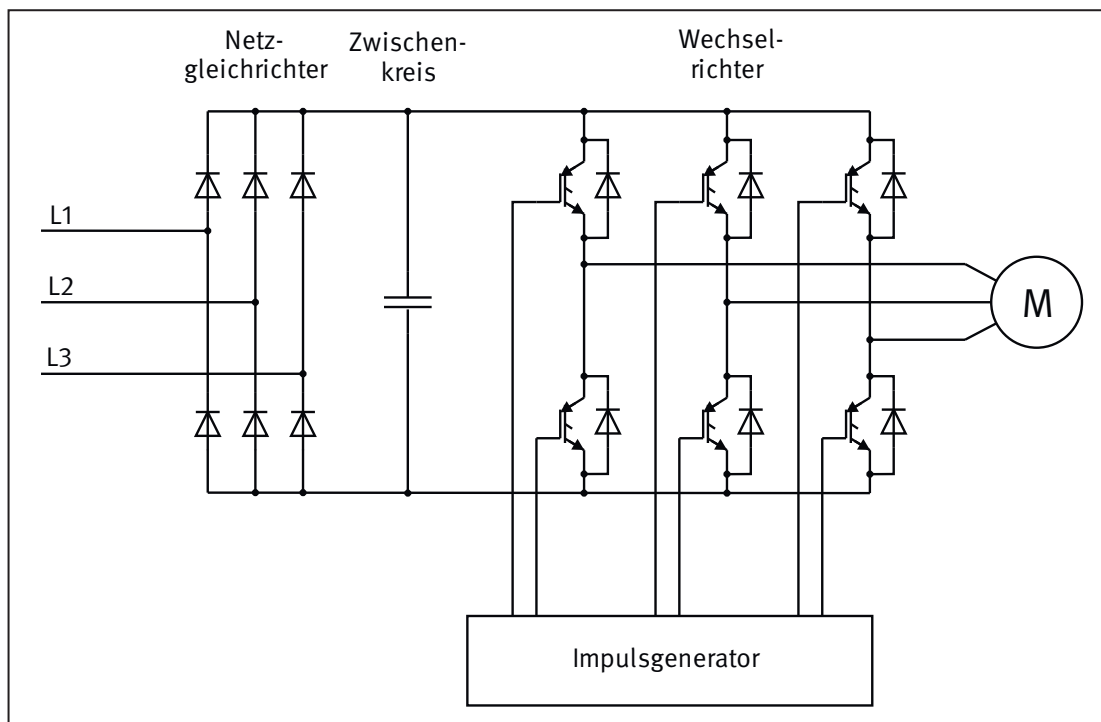 Netz-
gleichrichter
Zwischen-
kreis
Wechsel-
richter
L1
L2
L3
M
Impulsgenerator